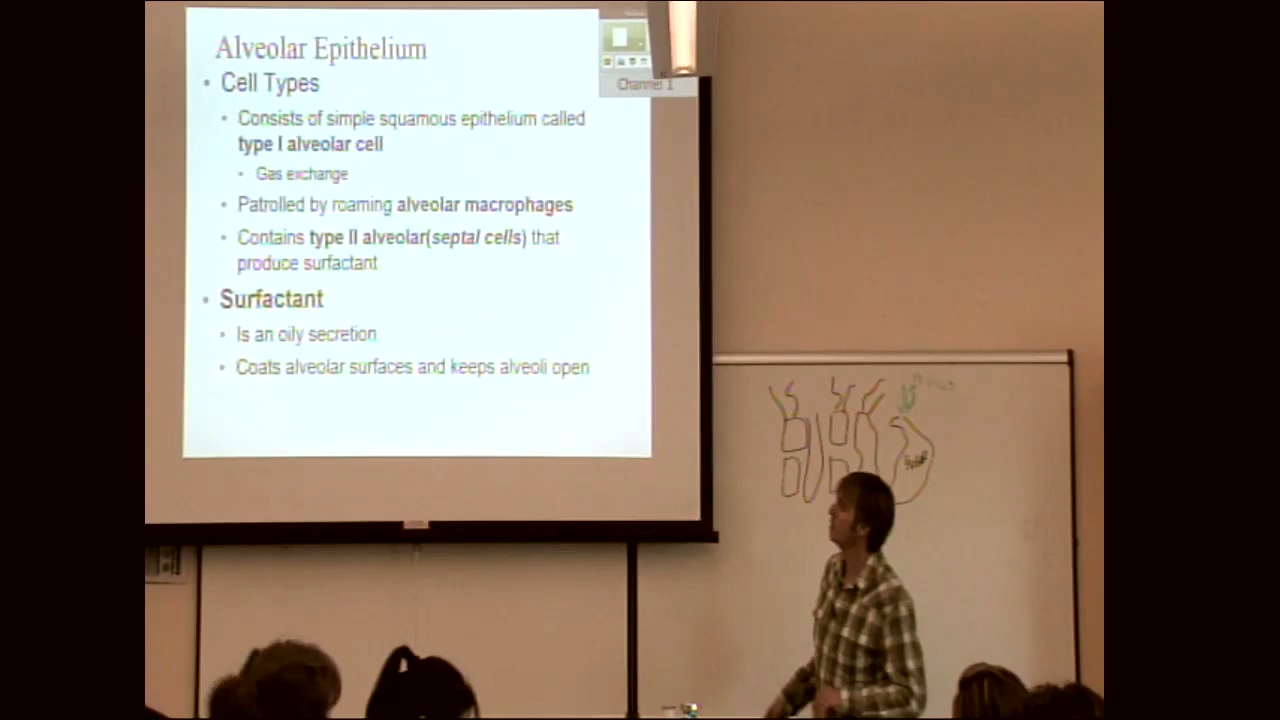 Alveolar Epithelium
• Cell Types
• Consists of simple squamous epithelium called
type I alveolar cell
• Gas exchange
• Patrolled by roaming alveolar macrophages
• Contains type II alveolar(septal cells) that
produce surfactant
• Surfactant
• Is an oily secretion
• Coats alveolar surfaces and keeps alveoli open
Channel 1